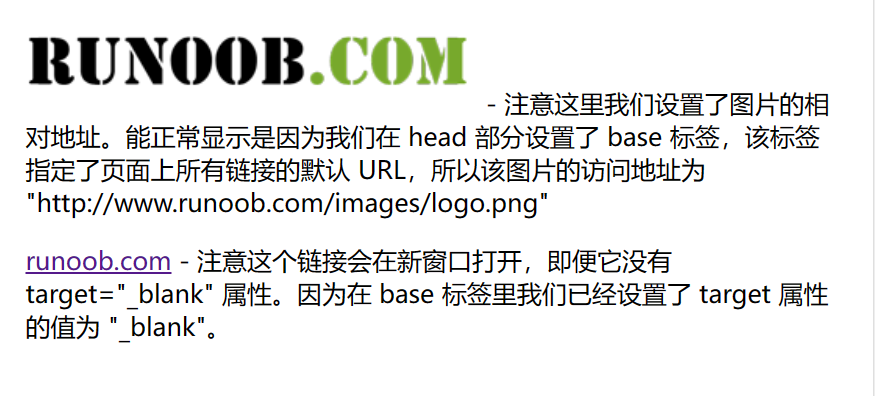 RUNOOB.COM
- 注意这里我们设置了图片的相
对地址。能正常显示是因为我们在 head 部分设置了 base 标签，该标签
指定了页面上所有链接的默认 URL，所以该图片的访问地址为
"http://www.runoob.com/images/logo.png"
runoob.com - 注意这个链接会在新窗口打开，即便它没有
target="_blank" 属性。因为在 base 标签里我们已经设置了 target 属性
的值为 "_blank"。